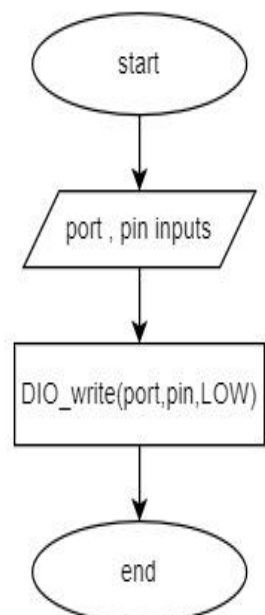 start
port , pin inputs
DIO_write(port,pin,LOW)
end